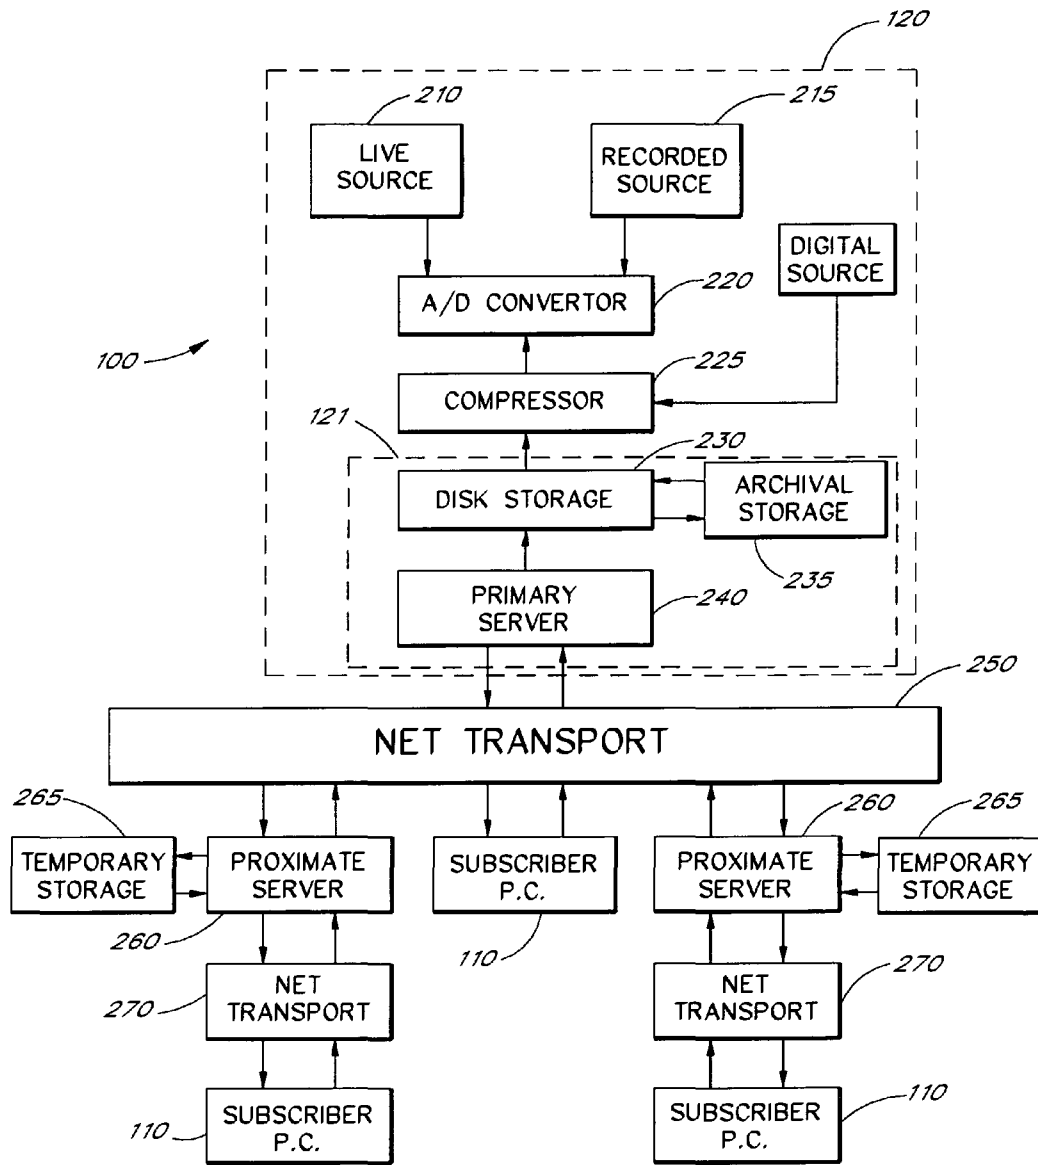 120
210
215
LIVE
SOURCE
RECORDED
SOURCE
DIGITAL
SOURCE
A/D CONVERTOR
220
100
225
COMPRESSOR
121
230
DISK STORAGE
ARCHIVAL
STORAGE
235
PRIMARY
SERVER
240
250
NET TRANSPORT
265
260
265
TEMPORARY
STORAGE
PROXIMATE
SERVER
SUBSCRIBER
P.C.
PROXIMATE
SERVER
TEMPORARY
STORAGE
260
110
270
NET
TRANSPORT
NET
TRANSPORT
270
110
SUBSCRIBER
P.C.
SUBSCRIBER
P.C.
110